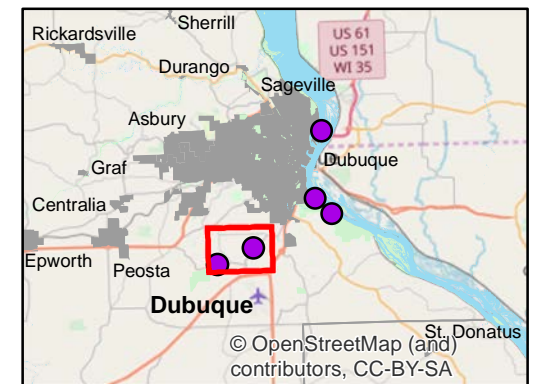 Sherrill
Rickardsville
US 61
US 151
WI 35
Durango
Sageville
Asbury
Dubuque
Graf
Centralia
Epworth
Peosta
Dubuque
St. Donatus
© OpenStreetMap (and)
contributors, CC-BY-SA